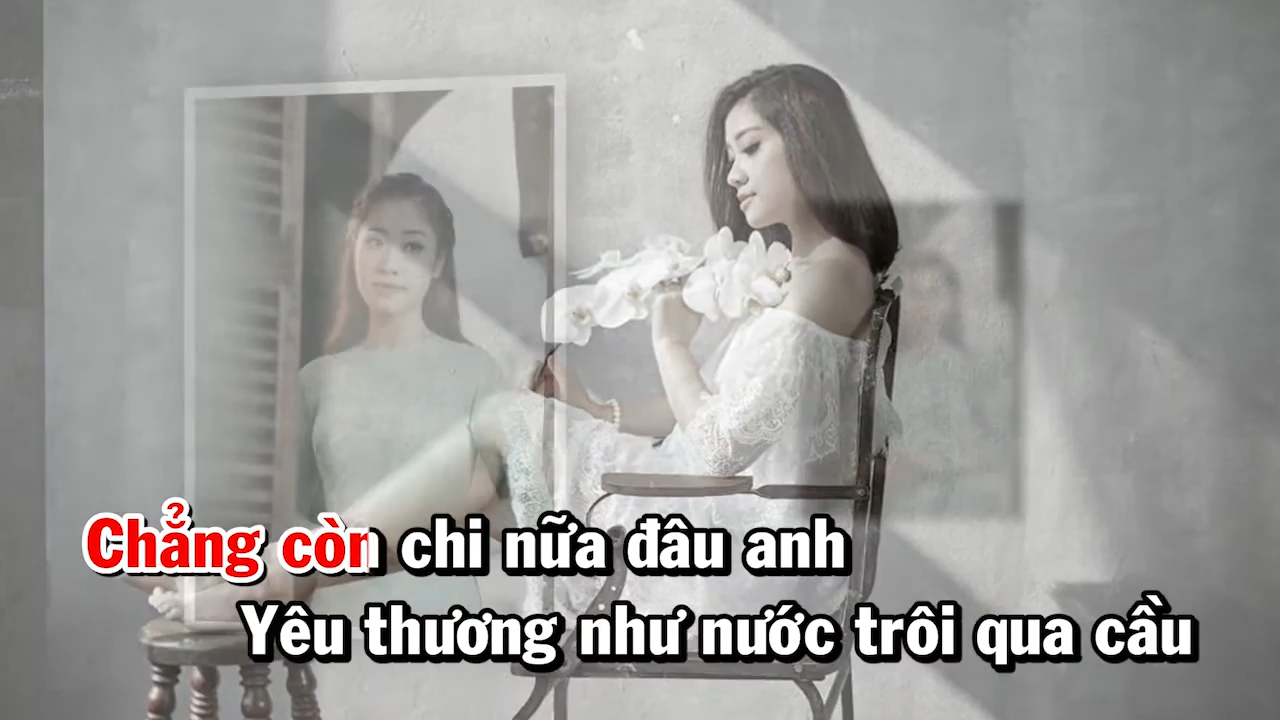 Chẳng còn chi nữa đâu anh
Yêu thương như nước trôi qua cầu